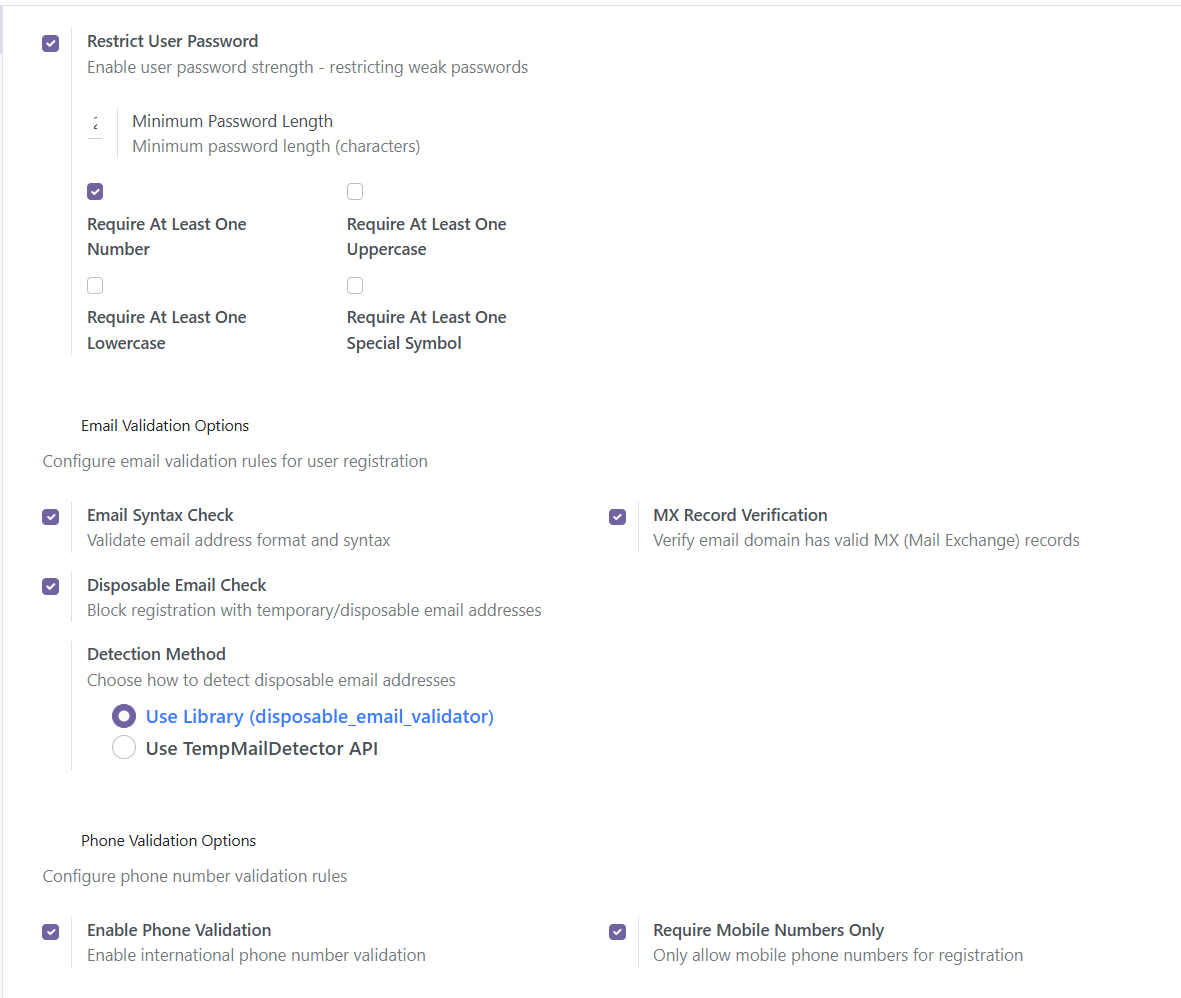 Restrict User Password
Enable user password strength - restricting weak passwords
Minimum Password Length
Minimum password length (characters)
Require At Least One
Number
Require At Least One
Uppercase
Require At Least One
Lowercase
Require At Least One
Special Symbol
Email Validation Options
Configure email validation rules for user registration
Email Syntax Check
Validate email address format and syntax
MX Record Verification
Verify email domain has valid MX (Mail Exchange) records
Disposable Email Check
Block registration with temporary/disposable email addresses
Detection Method
Choose how to detect disposable email addresses
Use Library (disposable_email_validator)
Use TempMailDetector API
Phone Validation Options
Configure phone number validation rules
Enable Phone Validation
Enable international phone number validation
Require Mobile Numbers Only
Only allow mobile phone numbers for registration